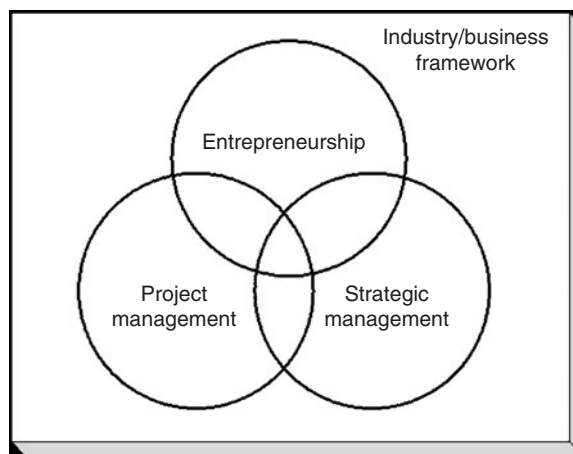 Industry/business
framework
Entrepreneurship
Project
management
Strategic
management